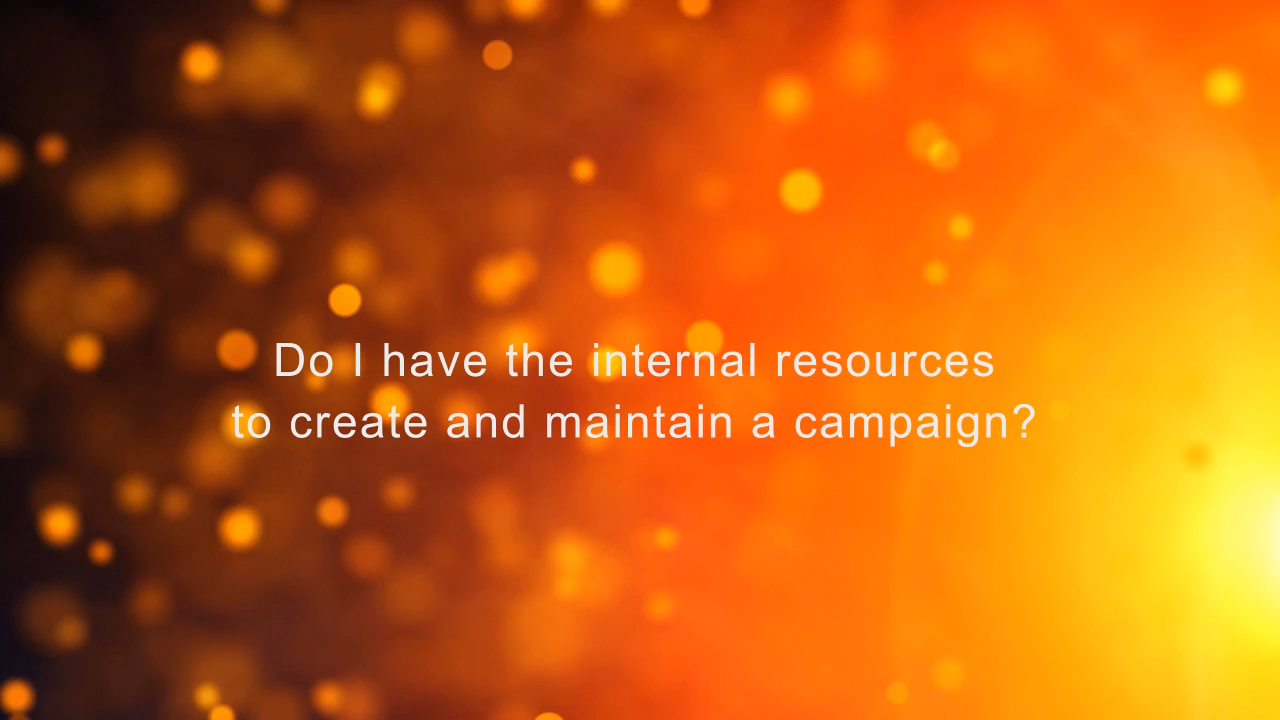 Do I have the internal resources
to create and maintain a campaign?